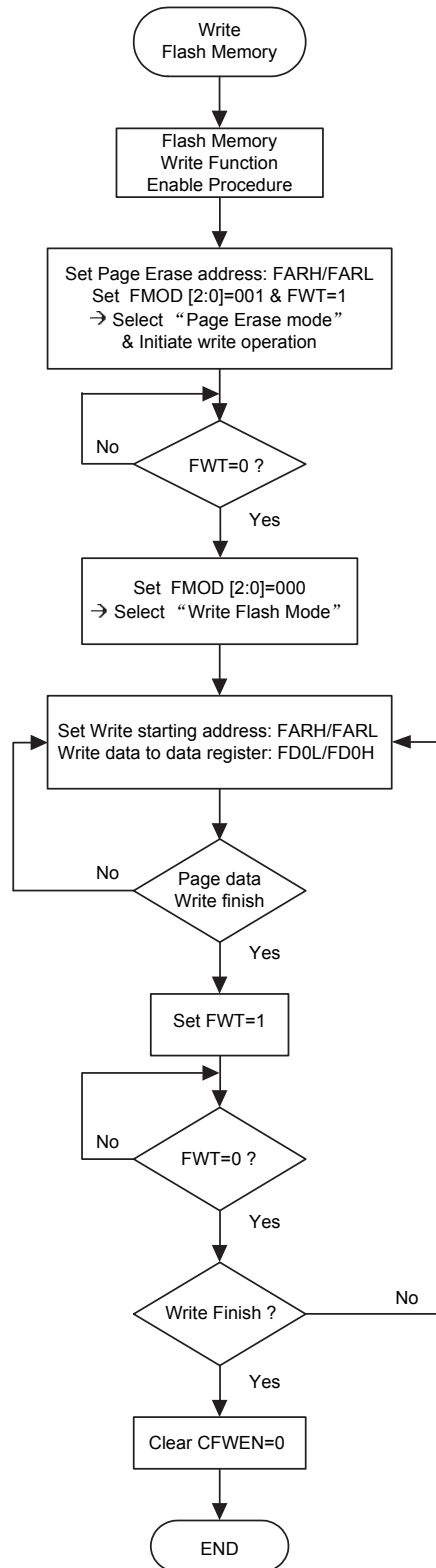 Write
Flash Memory
Flash Memory
Write Function
Enable Procedure
Set Page Erase address: FARH/FARL
Set FMOD [2:0]=001 & FWT=1
→ Select “Page Erase mode”
& Initiate write operation
No
FWT=0 ?
Yes
Set FMOD [2:0]=000
→ Select “Write Flash Mode”
Set Write starting address: FARH/FARL
Write data to data register: FD0L/FD0H
No
Page data
Write finish
Yes
Set FWT=1
No
FWT=0 ?
Yes
Write Finish ?
No
Yes
Clear CFWEN=0
END